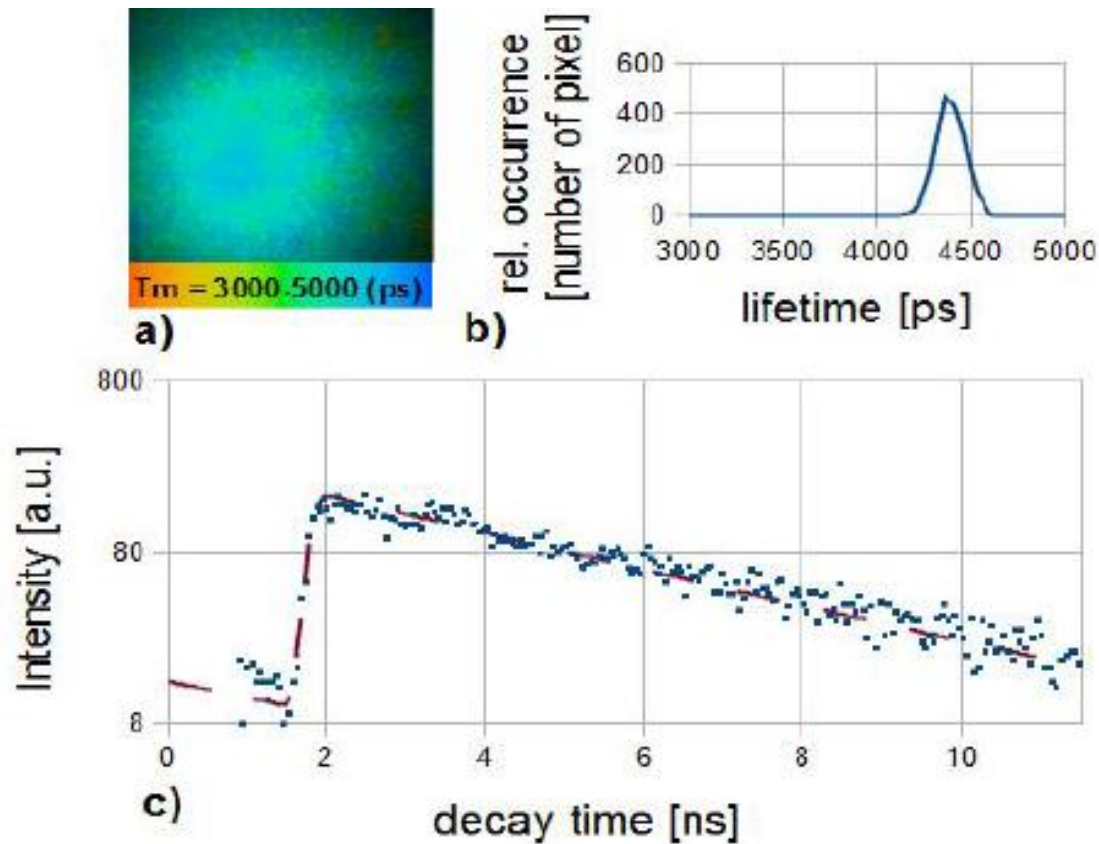 Tm = 3000-5000 (ps)
a)
rel. occurrence
[number of pixel]
600
400
200
0
3000 3500 4000 4500 5000
lifetime [ps]
b)
800
80
8
Intensity [a.u.]
0 2 4 6 8 10
decay time [ns]
c)